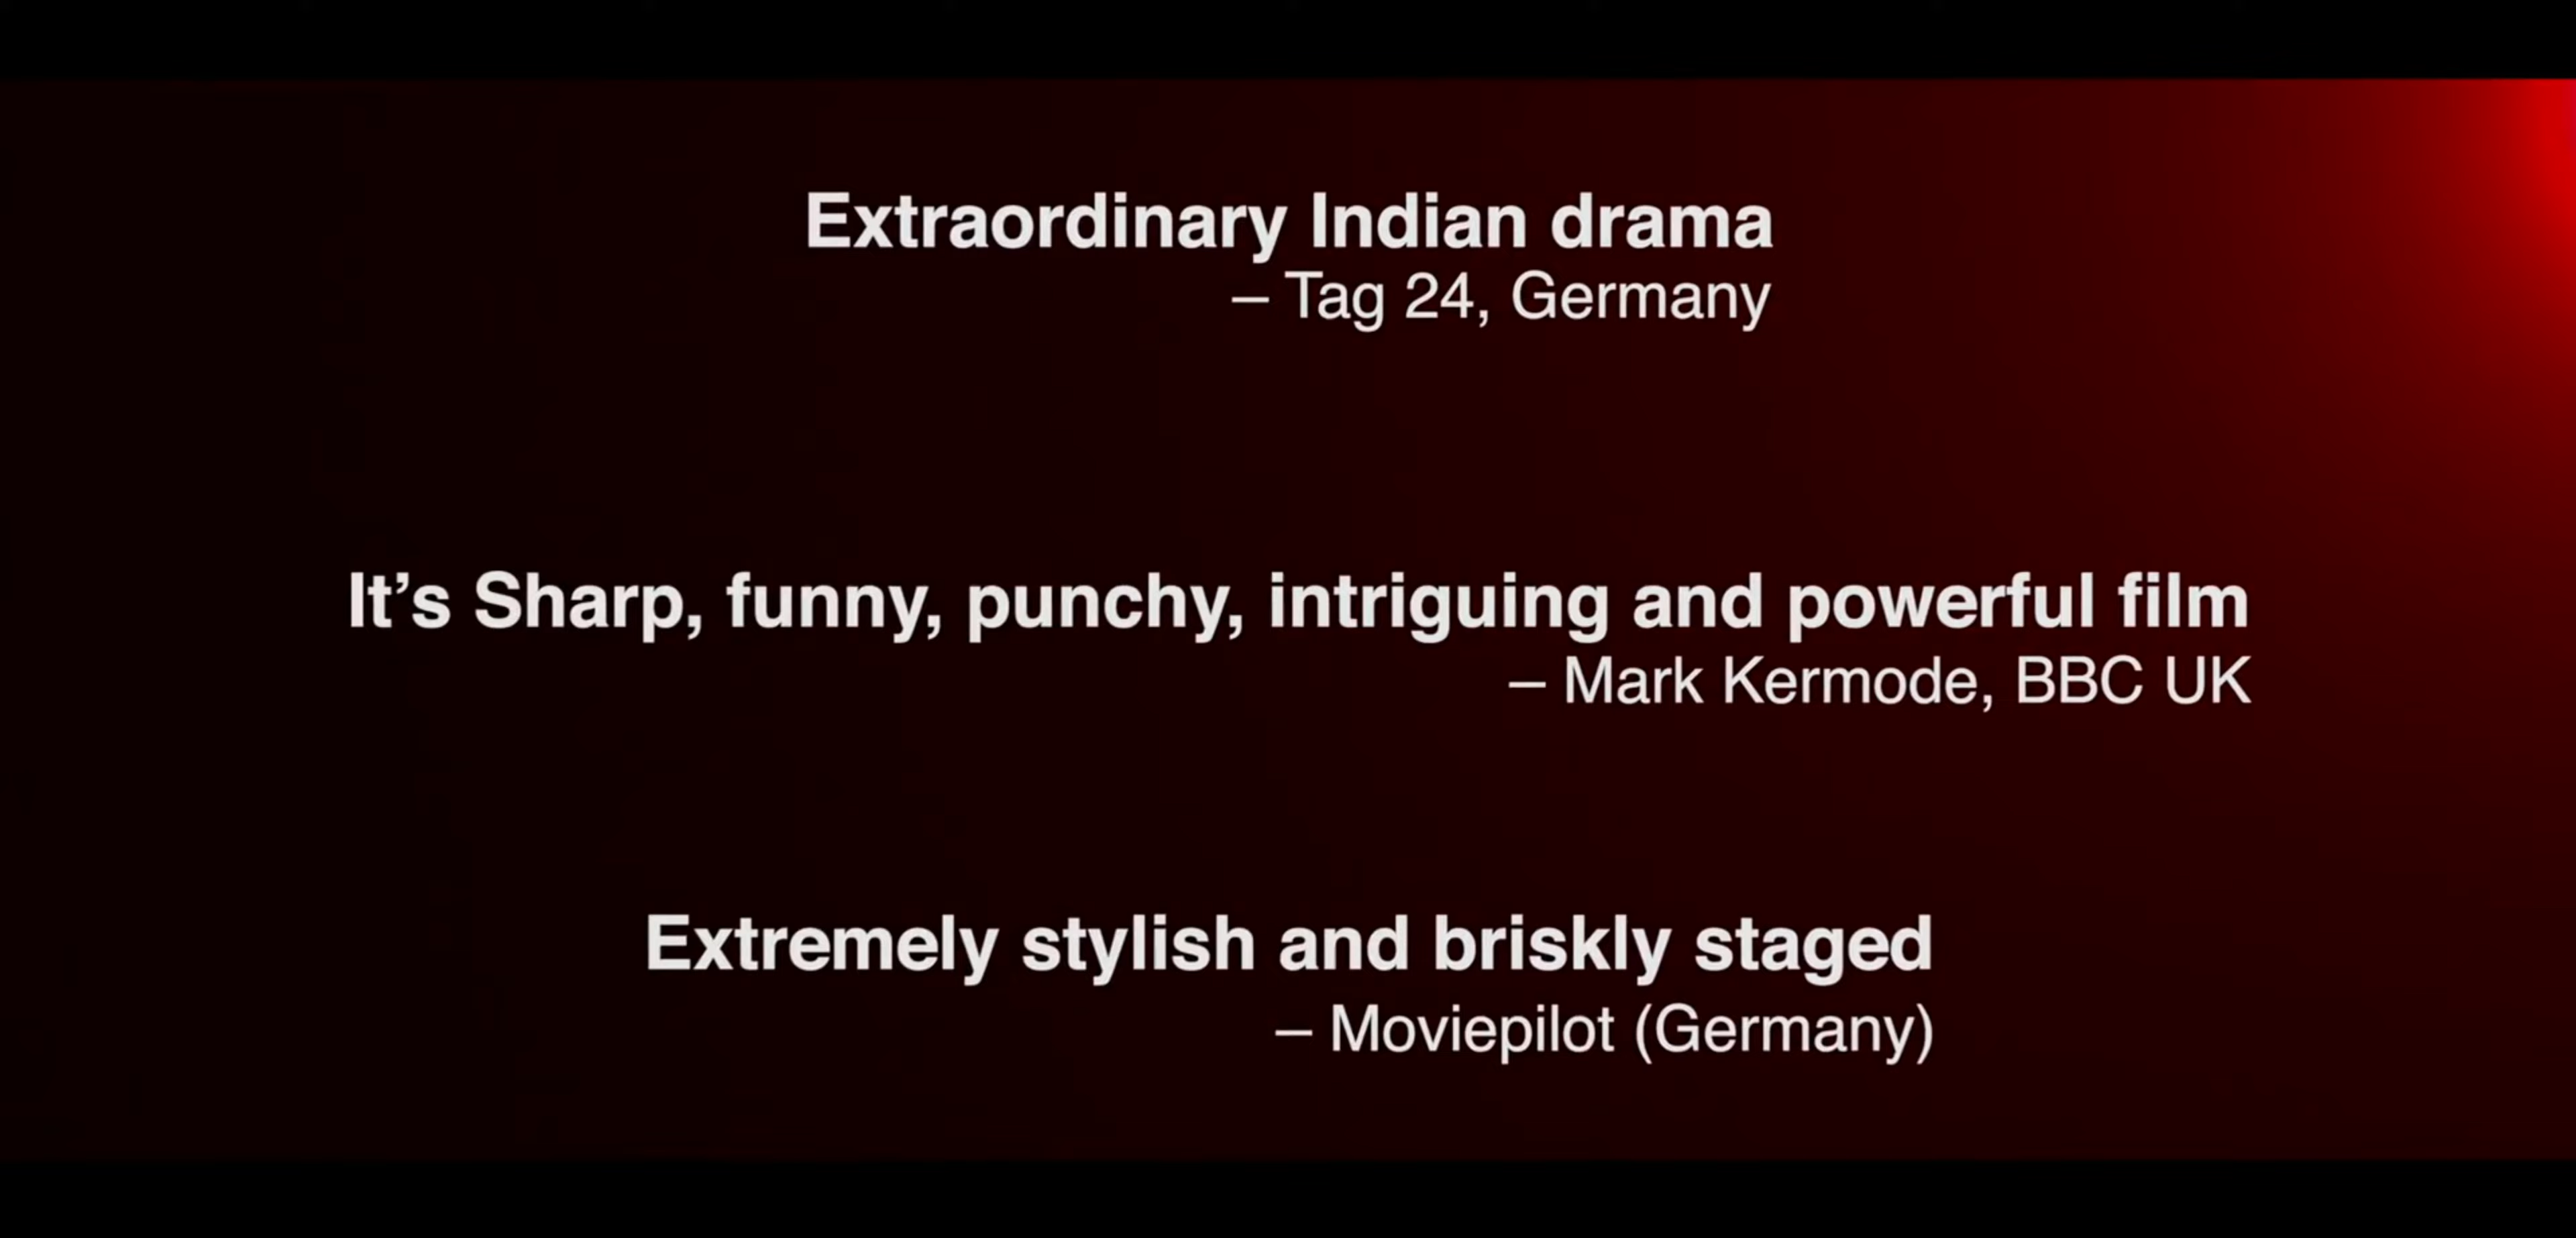 Extraordinary Indian drama
– Tag 24, Germany
It’s Sharp, funny, punchy, intriguing and powerful film
– Mark Kermode, BBC UK
Extremely stylish and briskly staged
– Moviepilot (Germany)